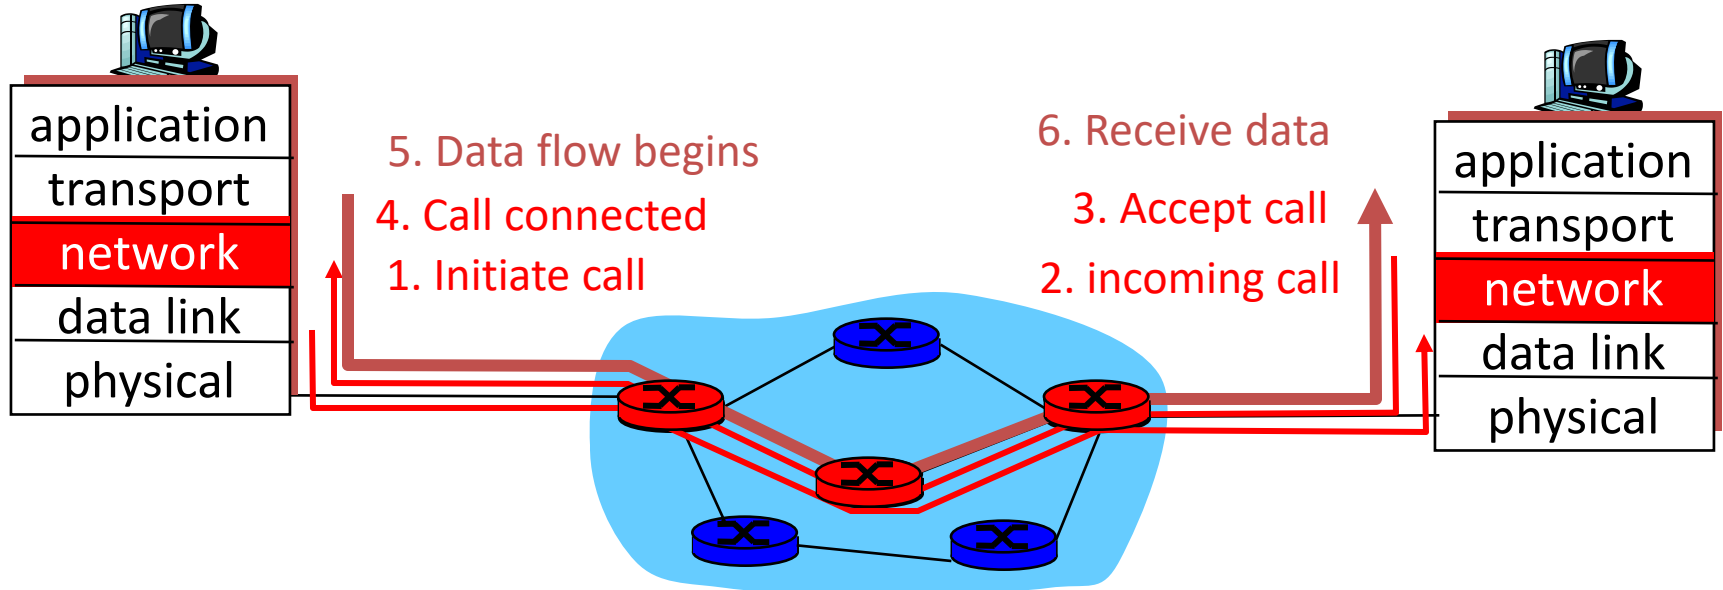 application
transport
network
data link
physical
5. Data flow begins
4. Call connected
1. Initiate call
6. Receive data
3. Accept call
2. incoming call
application
transport
network
data link
physical